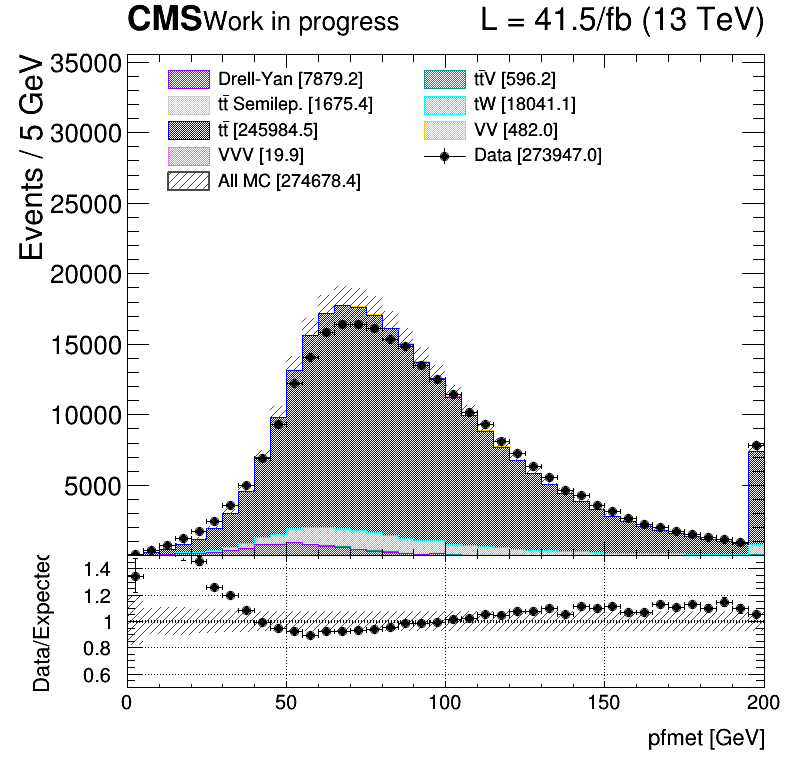 CMS Work in progress L = 41.5/fb (13 TeV)
Events / 5 GeV
35000
30000
25000
20000
15000
10000
5000
Drell-Yan [7879.2]
tt̄ Semilep. [1675.4]
tt̄ [245984.5]
VVV [19.9]
All MC [274678.4]
tt̄V [596.2]
tW [18041.1]
VV [482.0]
Data [273947.0]
Data/Expected
1.4
1.2
1
0.8
0.6
0 50 100 150 200
pfmet [GeV]